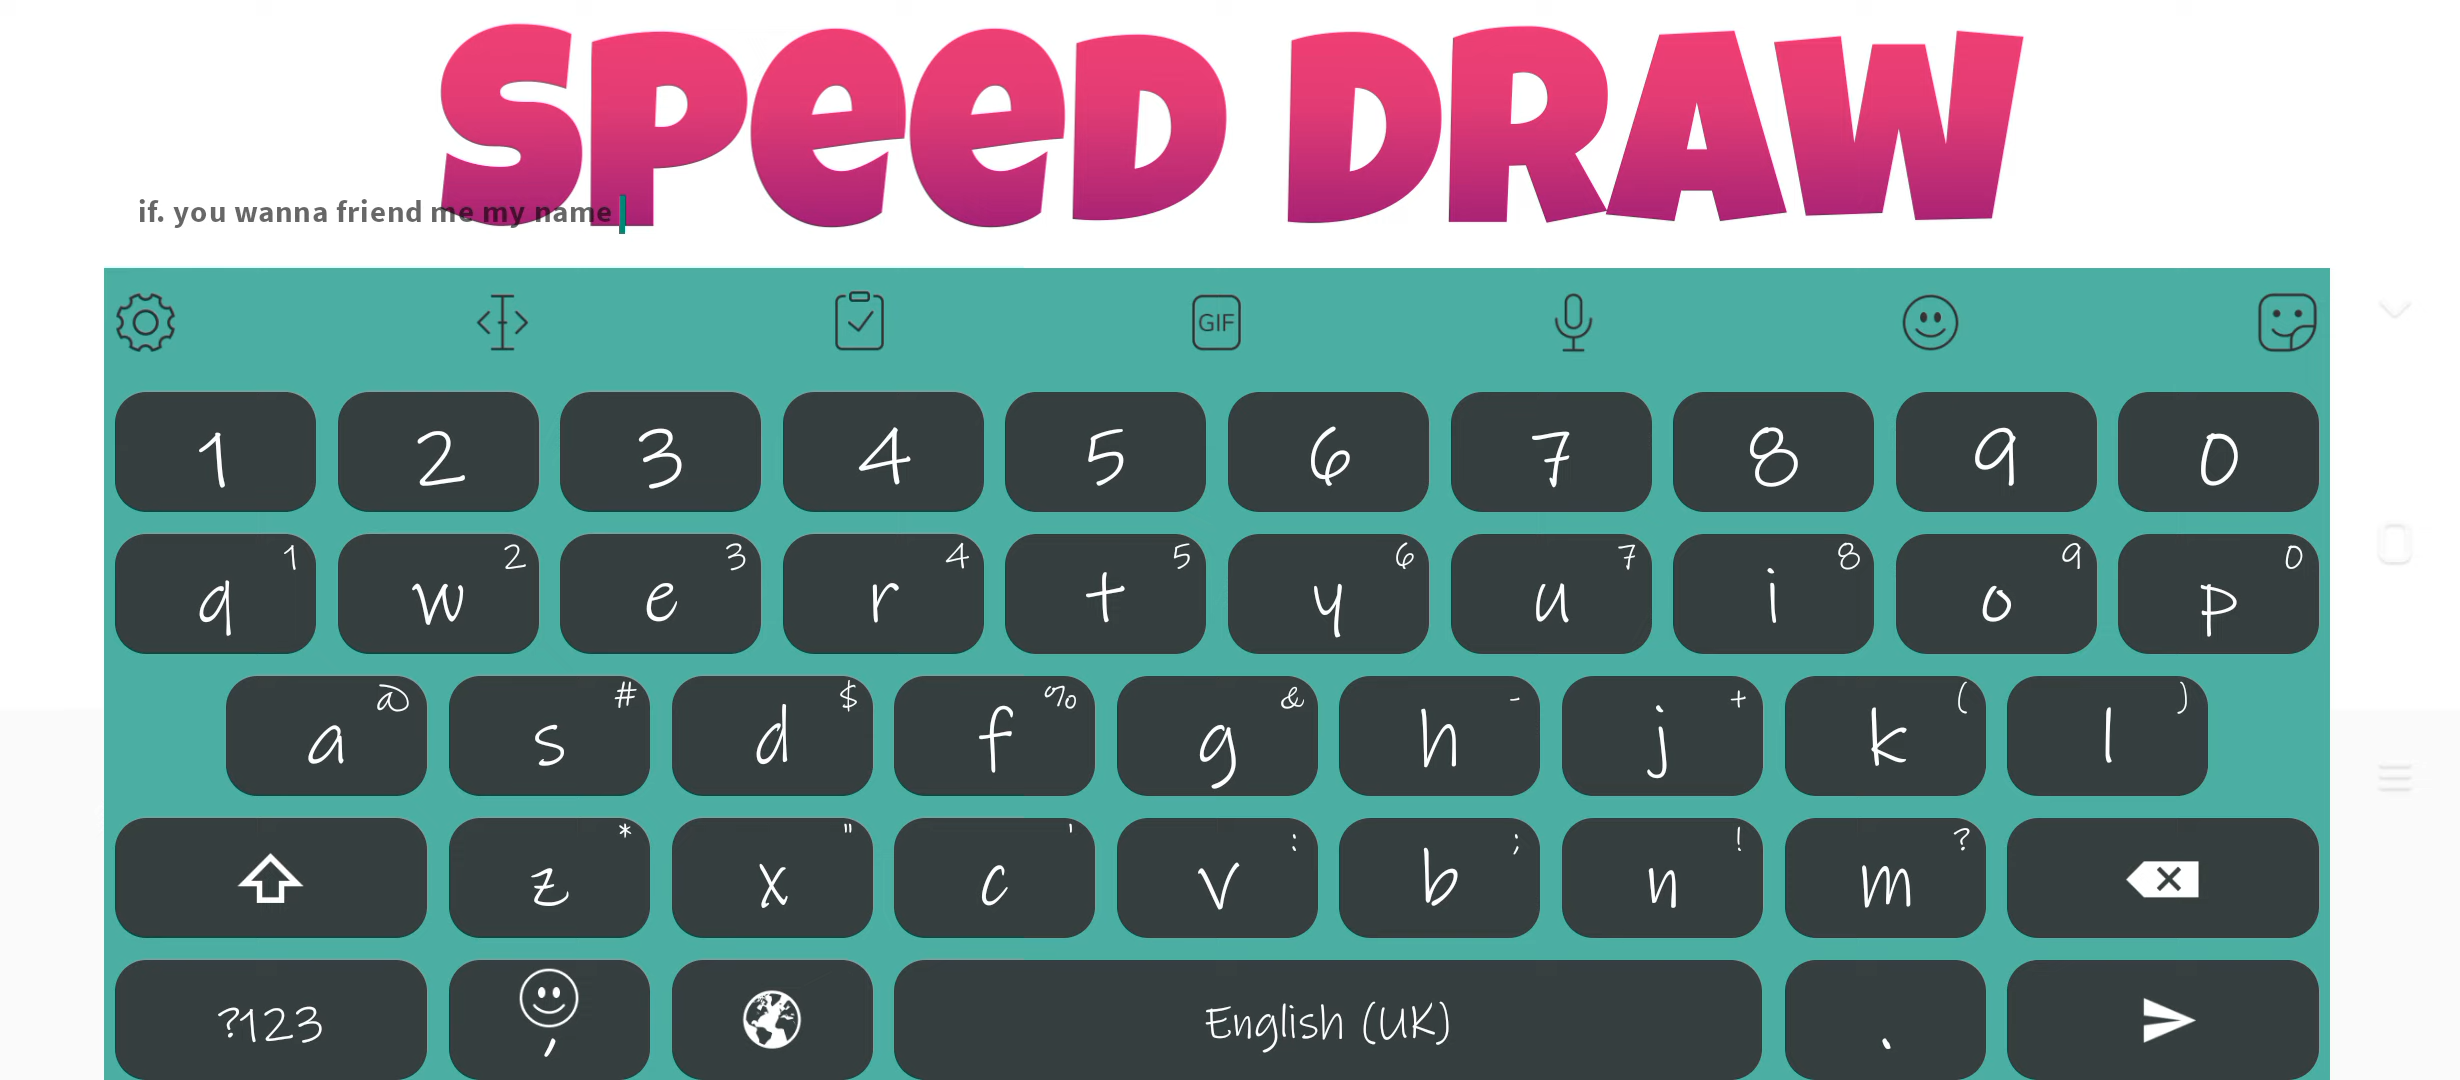 SPeeD DRAW
if. you wanna friend me my name
GIF
1 2 3 4 5 6 7 8 9 0
1 2 3 4 5 6 7 8 9 0
q w e r t y u i o p
@ # $ % & - + ( )
a s d f g h j k l
* " ' : ; ! ?
z x c v b n m
?123 , English (UK) .